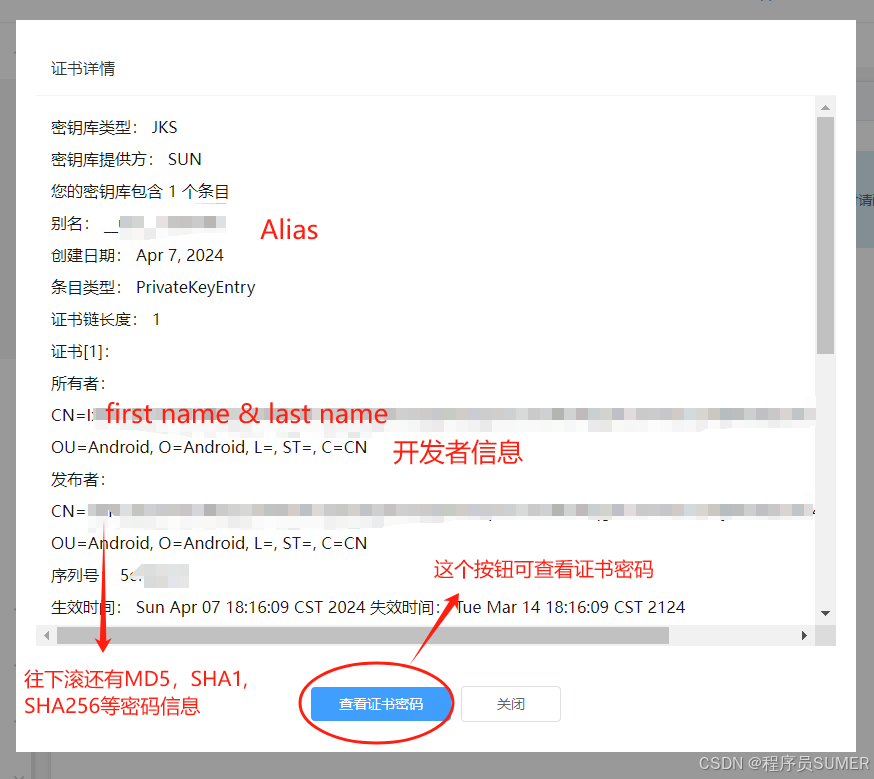 证书详情
密钥库类型： JKS
密钥库提供方： SUN
您的密钥库包含 1 个条目
别名： __
Alias
创建日期： Apr 7, 2024
条目类型： PrivateKeyEntry
证书链长度： 1
证书[1]:
所有者:
CN=
first name & last name
OU=Android, O=Android, L=, ST=, C=CN
开发者信息
发布者:
CN=
OU=Android, O=Android, L=, ST=, C=CN
这个按钮可查看证书密码
序列号
生效时间： Sun Apr 07 18:16:09 CST 2024 失效时间： Tue Mar 14 18:16:09 CST 2124
往下滚还有MD5，SHA1,
SHA256等密码信息
查看证书密码
关闭
CSDN @程序员SUMER